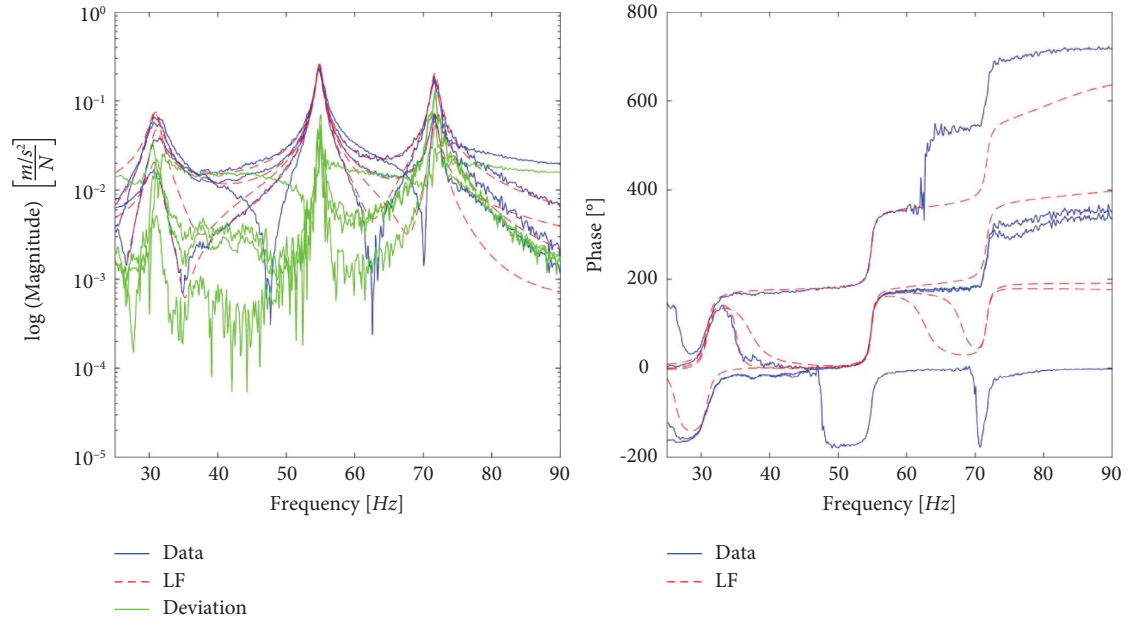 10⁰
10⁻¹
10⁻²
10⁻³
10⁻⁴
10⁻⁵
log (Magnitude) [m/s²/N]
30 40 50 60 70 80 90
Frequency [Hz]
Data
LF
Deviation
800
600
400
200
0
-200
Phase [°]
30 40 50 60 70 80 90
Frequency [Hz]
Data
LF